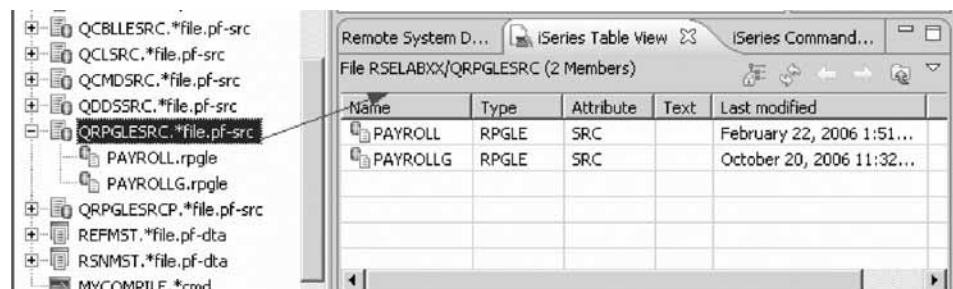 QCBLLESRC.*file.pf-src
QCLSRC.*file.pf-src
QCMDSRC.*file.pf-src
QDDSSRC.*file.pf-src
QRPGLESRC.*file.pf-src
PAYROLL.rpgle
PAYROLLG.rpgle
QRPGLESRCP.*file.pf-src
REFMST.*file.pf-dta
RSNMST.*file.pf-dta
MYCOMPILE.*cmd
Remote System D... iSeries Table View iSeries Command...
File RSELABXX/QRPGLESRC (2 Members)
Name Type Attribute Text Last modified
PAYROLL RPGLE SRC February 22, 2006 1:51...
PAYROLLG RPGLE SRC October 20, 2006 11:32...